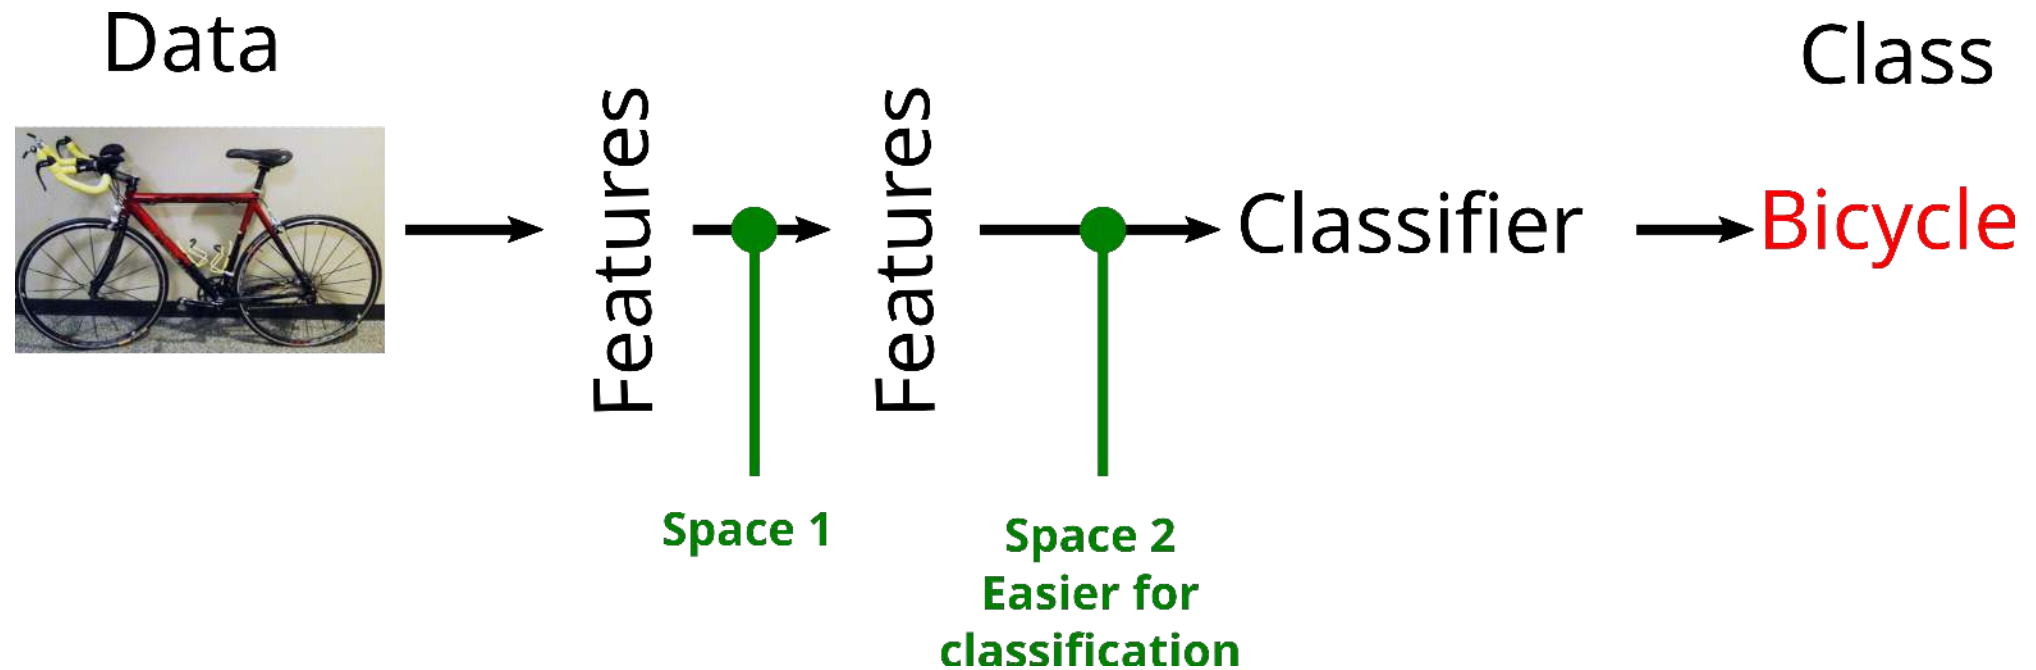 Data
Class
Features
Features
Classifier
Bicycle
Space 1
Space 2
Easier for
classification